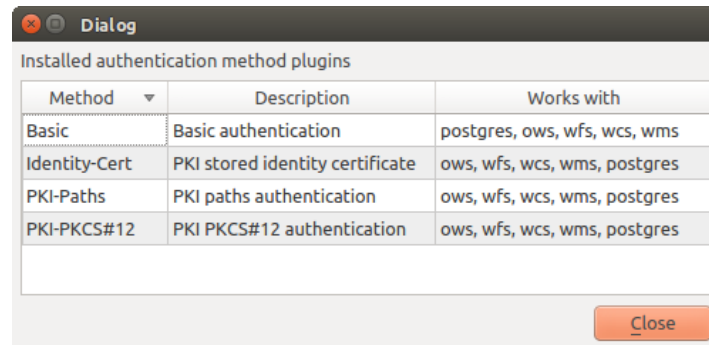 Dialog
Installed authentication method plugins
Method Description Works with
Basic Basic authentication postgres, ows, wfs, wcs, wms
Identity-Cert PKI stored identity certificate ows, wfs, wcs, wms, postgres
PKI-Paths PKI paths authentication ows, wfs, wcs, wms, postgres
PKI-PKCS#12 PKI PKCS#12 authentication ows, wfs, wcs, wms, postgres
Close